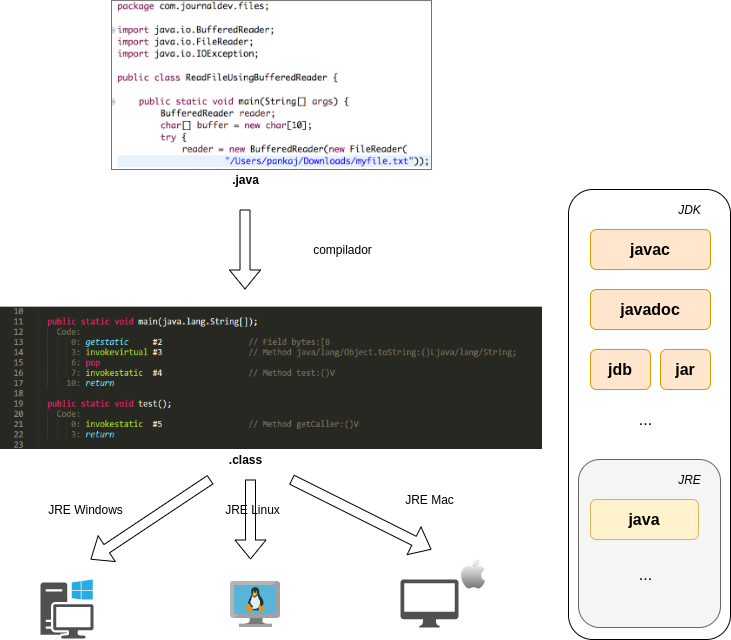 package com.journaldev.files;
import java.io.BufferedReader;
import java.io.FileReader;
import java.io.IOException;
public class ReadFileUsingBufferedReader {
public static void main(String[] args) {
BufferedReader reader;
char[] buffer = new char[10];
try {
reader = new BufferedReader(new FileReader(
"/Users/pankaj/Downloads/myfile.txt"));
.java
compilador
10
11 public static void main(java.lang.String[]);
12 Code:
13 0: getstatic #2 // Field bytes:[B
14 3: invokevirtual #3 // Method java/lang/Object.toString:()Ljava/lang/String;
15 6: pop
16 7: invokestatic #4 // Method test:()V
17 10: return
18
19 public static void test();
20 Code:
21 0: invokestatic #5 // Method getCaller:()V
22 3: return
23
.class
JRE Windows
JRE Linux
JRE Mac
JDK
javac
javadoc
jdb jar
...
JRE
java
...